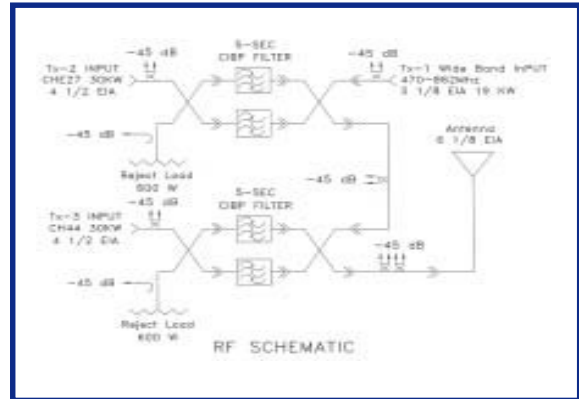 -45 dB
Tx-2 INPUT
CHE27 30KW
4 1/2 EIA
5-SEC
CIBP FILTER
-45 dB
Tx-1 Wide Band InPUT
470-862Mhz
3 1/8 EIA 19 KW
-45 dB
Reject Load
600 W
Antenna
6 1/8 EIA
-45 dB
-45 dB
Tx-3 INPUT
CH44 30KW
4 1/2 EIA
5-SEC
CIBP FILTER
-45 dB
-45 dB
Reject Load
600 W
RF SCHEMATIC